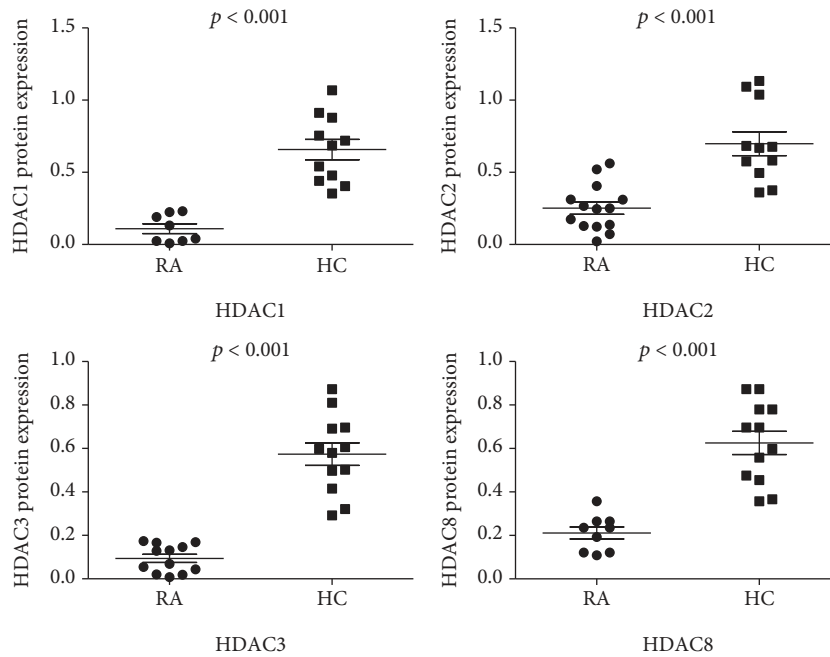 p < 0.001
HDAC1 protein expression
1.5
1.0
0.5
0.0
RA
HC
HDAC1
p < 0.001
HDAC2 protein expression
1.5
1.0
0.5
0.0
RA
HC
HDAC2
p < 0.001
HDAC3 protein expression
1.0
0.8
0.6
0.4
0.2
0.0
RA
HC
HDAC3
p < 0.001
HDAC8 protein expression
1.0
0.8
0.6
0.4
0.2
0.0
RA
HC
HDAC8